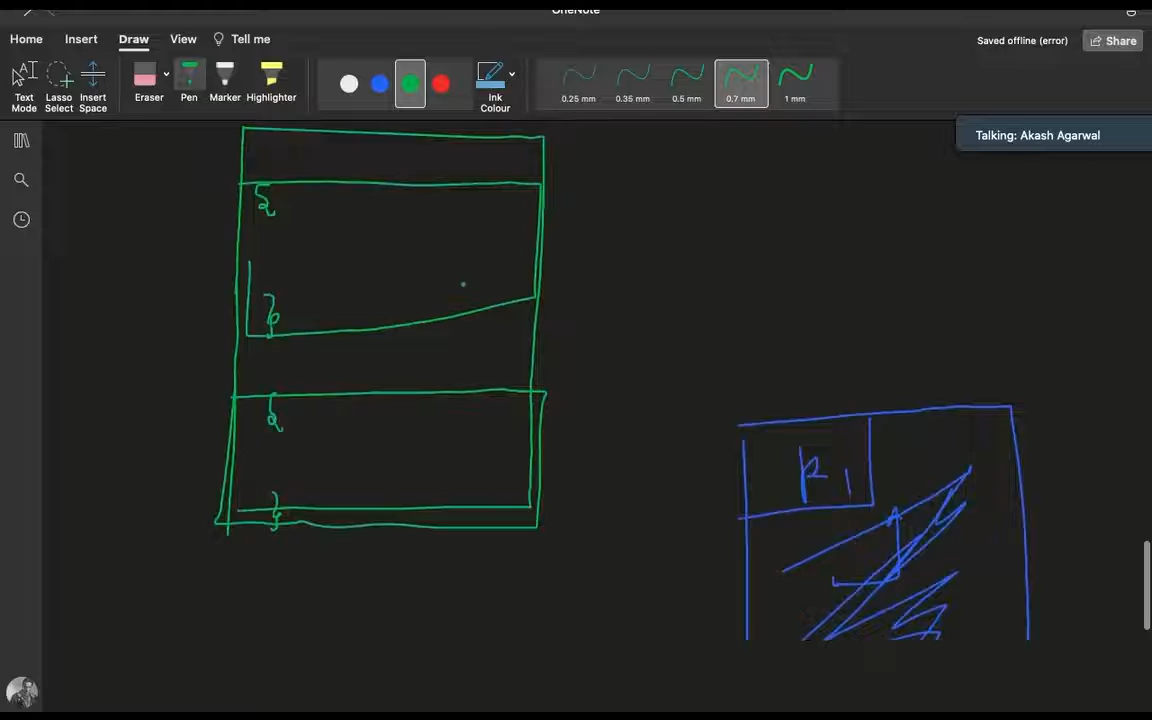 OneNote
Home Insert Draw View Tell me
Saved offline (error)
Share
Text Mode
Lasso Select
Insert Space
Eraser
Pen
Marker
Highlighter
Ink Colour
0.25 mm
0.35 mm
0.5 mm
0.7 mm
1 mm
Talking: Akash Agarwal
R1